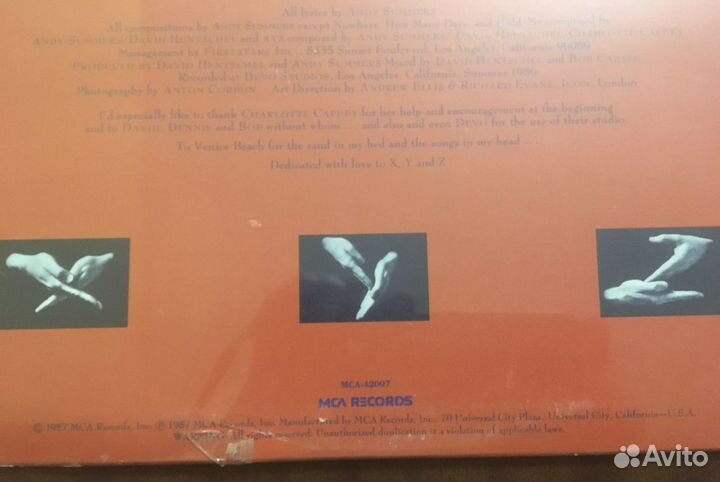 All lyrics by ANDY SUMMERS
All compositions by ANDY SUMMERS except Nowhere, How Many Days, and Hold Me composed by
ANDY SUMMERS/DAVID HENTSCHEL and XYZ composed by ANDY SUMMERS/DAVID HENTSCHEL/CHARLOTTE CAFFEY
Management by FIRSTSTARS INC., 8335 Sunset Boulevard, Los Angeles, California 90069
PRODUCED BY DAVID HENTSCHEL and ANDY SUMMERS Mixed by DAVID HENTSCHEL and BOB CASALE
Recorded at DEVO STUDIOS, Los Angeles, California, Summer 1986
Photography by ANTON CORBIJN Art Direction by ANDREW ELLIS & RICHARD EVANS, ICON, London
I'd especially like to thank CHARLOTTE CAFFEY for her help and encouragement at the beginning
and to DAVID, DENNIS and BOB without whom ... and also and even DEVO for the use of their studio.
To Venice Beach for the sand in my bed and the songs in my head ...
Dedicated with love to X, Y and Z
MCA-42007
MCA RECORDS
© 1987 MCA Records, Inc. ℗ 1987 MCA Records, Inc. Manufactured by MCA Records, Inc., 70 Universal City Plaza, Universal City, California—U.S.A.
WARNING: All rights reserved. Unauthorized duplication is a violation of applicable laws.
Avito